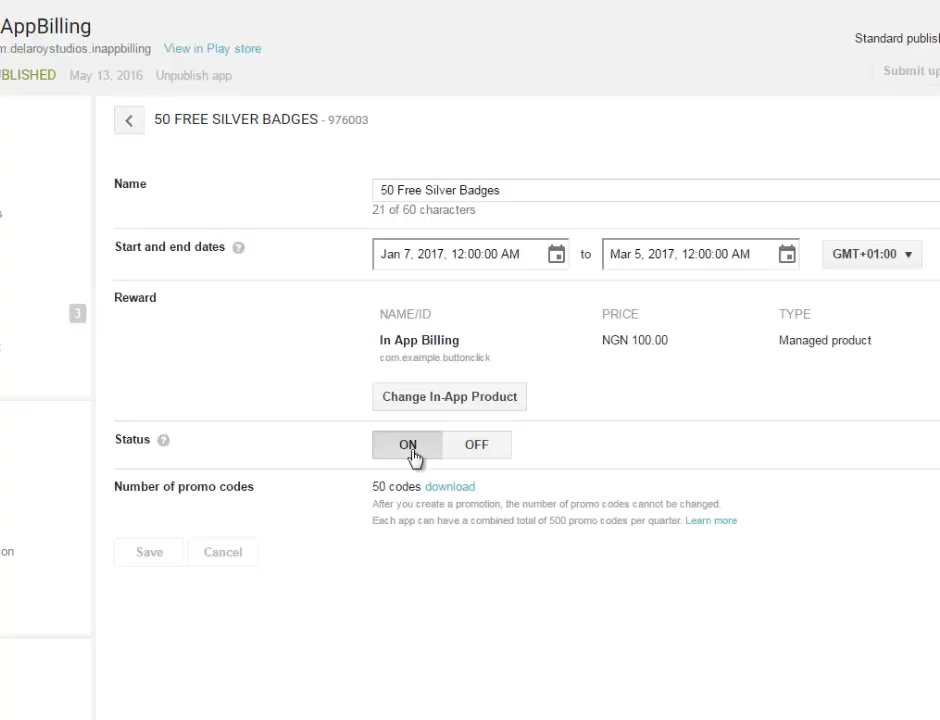 AppBilling
m.delaroystudios.inappbilling View in Play store
Standard publis
BLISHED May 13, 2016 Unpublish app
Submit up
50 FREE SILVER BADGES - 976003
Name
50 Free Silver Badges
21 of 60 characters
s
Start and end dates ?
Jan 7, 2017, 12:00:00 AM to Mar 5, 2017, 12:00:00 AM GMT+01:00
Reward
NAME/ID PRICE TYPE
3
In App Billing NGN 100.00 Managed product
com.example.buttonclick
Change In-App Product
Status ?
ON OFF
Number of promo codes
50 codes download
After you create a promotion, the number of promo codes cannot be changed.
Each app can have a combined total of 500 promo codes per quarter. Learn more
on
Save Cancel